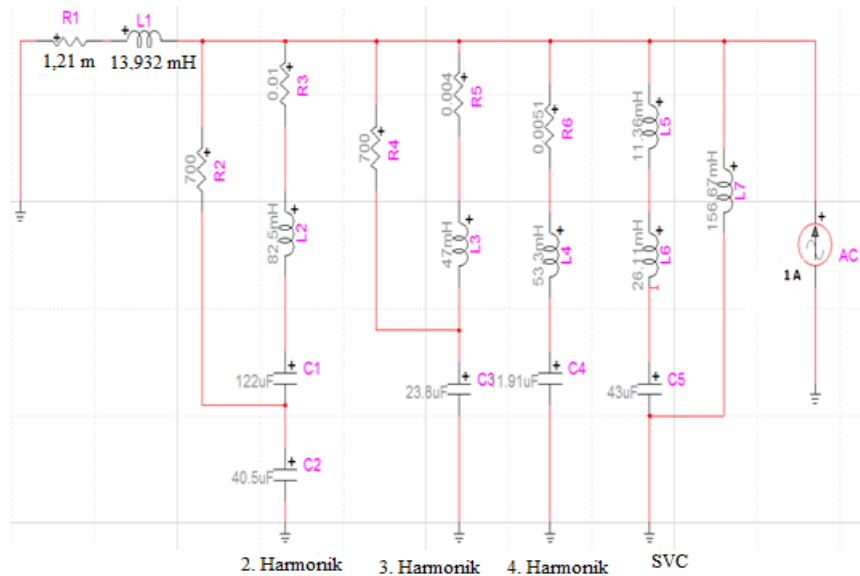 R1
L1
1,21 m
13,932 mH
R2
700
R3
0.01
L2
82.5mH
C1
122uF
C2
40.5uF
R4
700
R5
0.004
L3
47mH
C3
23.8uF
R6
0.0051
L4
53.3mH
C4
31.91uF
L5
11.36mH
L6
26.11mH
C5
43uF
L7
156.67mH
AC1
1A
2. Harmonik
3. Harmonik
4. Harmonik
SVC